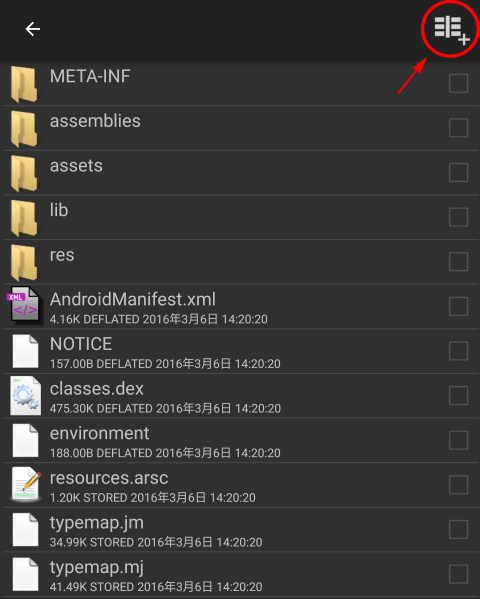 META-INF
assemblies
assets
lib
res
XML
AndroidManifest.xml
4.16K DEFLATED 2016年3月6日 14:20:20
NOTICE
157.00B DEFLATED 2016年3月6日 14:20:20
classes.dex
475.30K DEFLATED 2016年3月6日 14:20:20
environment
188.00B DEFLATED 2016年3月6日 14:20:20
resources.arsc
1.20K STORED 2016年3月6日 14:20:20
typemap.jm
34.99K STORED 2016年3月6日 14:20:20
typemap.mj
41.49K STORED 2016年3月6日 14:20:20